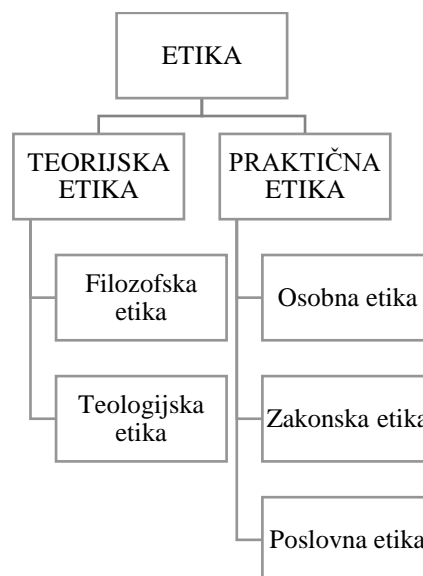 ETIKA
TEORIJSKA
ETIKA
PRAKTIČNA
ETIKA
Filozofska
etika
Teologijska
etika
Osobna etika
Zakonska etika
Poslovna etika